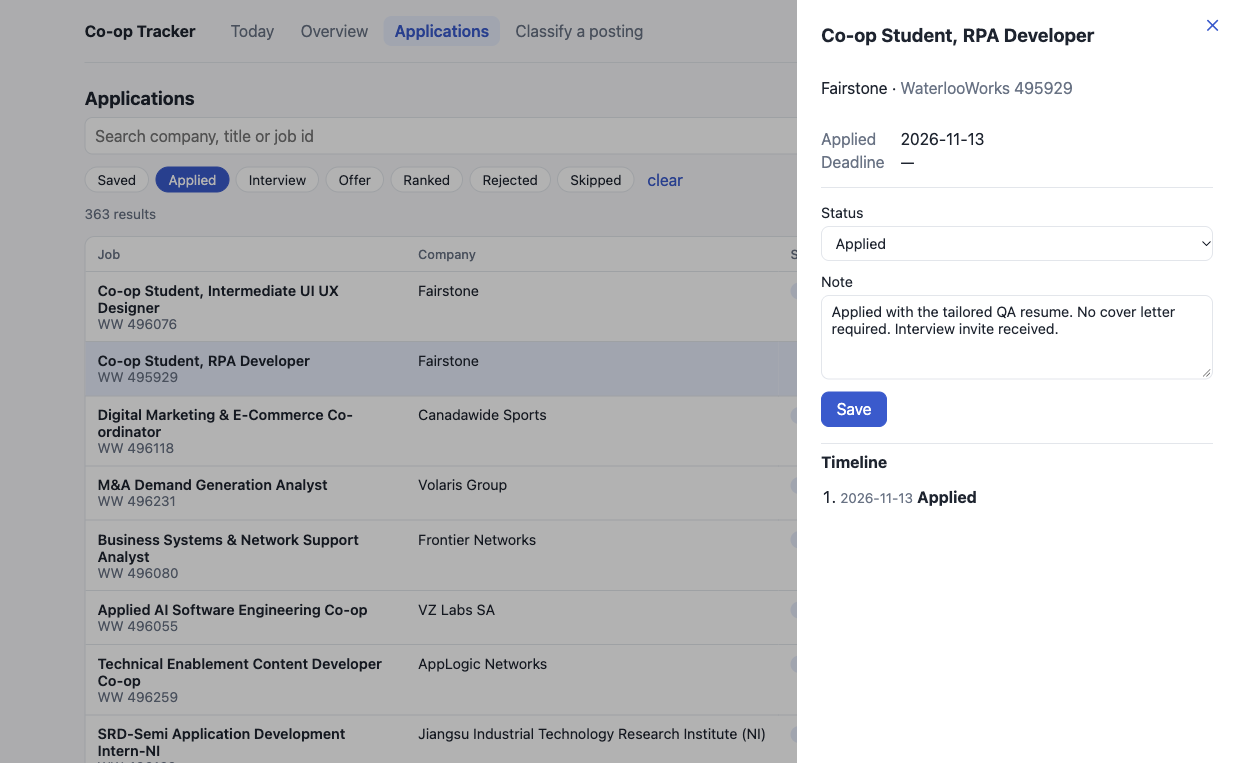 Co-op Tracker Today Overview Applications Classify a posting
Applications
Search company, title or job id
Saved Applied Interview Offer Ranked Rejected Skipped clear
363 results
Job Company
Co-op Student, Intermediate UI UX
Designer
WW 496076
Fairstone
Co-op Student, RPA Developer
WW 495929
Fairstone
Digital Marketing & E-Commerce Co-
ordinator
WW 496118
Canadawide Sports
M&A Demand Generation Analyst
WW 496231
Volaris Group
Business Systems & Network Support
Analyst
WW 496080
Frontier Networks
Applied AI Software Engineering Co-op
WW 496055
VZ Labs SA
Technical Enablement Content Developer
Co-op
WW 496259
AppLogic Networks
SRD-Semi Application Development
Intern-NI
Jiangsu Industrial Technology Research Institute (NI)
Co-op Student, RPA Developer
Fairstone · WaterlooWorks 495929
Applied 2026-11-13
Deadline —
Status
Applied
Note
Applied with the tailored QA resume. No cover letter
required. Interview invite received.
Save
Timeline
1. 2026-11-13 Applied